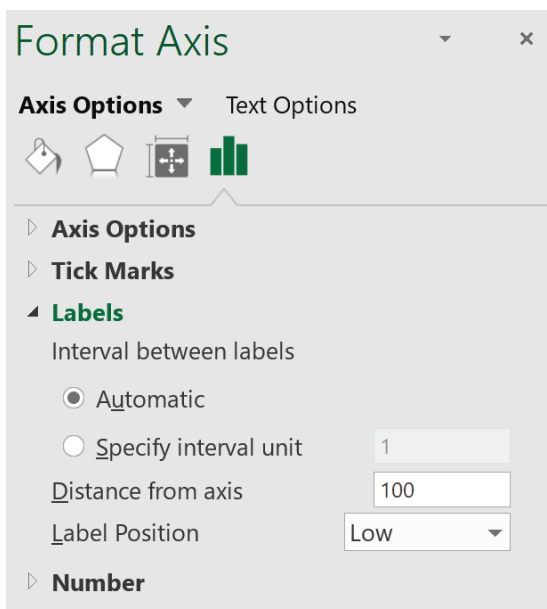 Format Axis
Axis Options Text Options
Axis Options
Tick Marks
Labels
Interval between labels
Automatic
Specify interval unit 1
Distance from axis 100
Label Position Low
Number